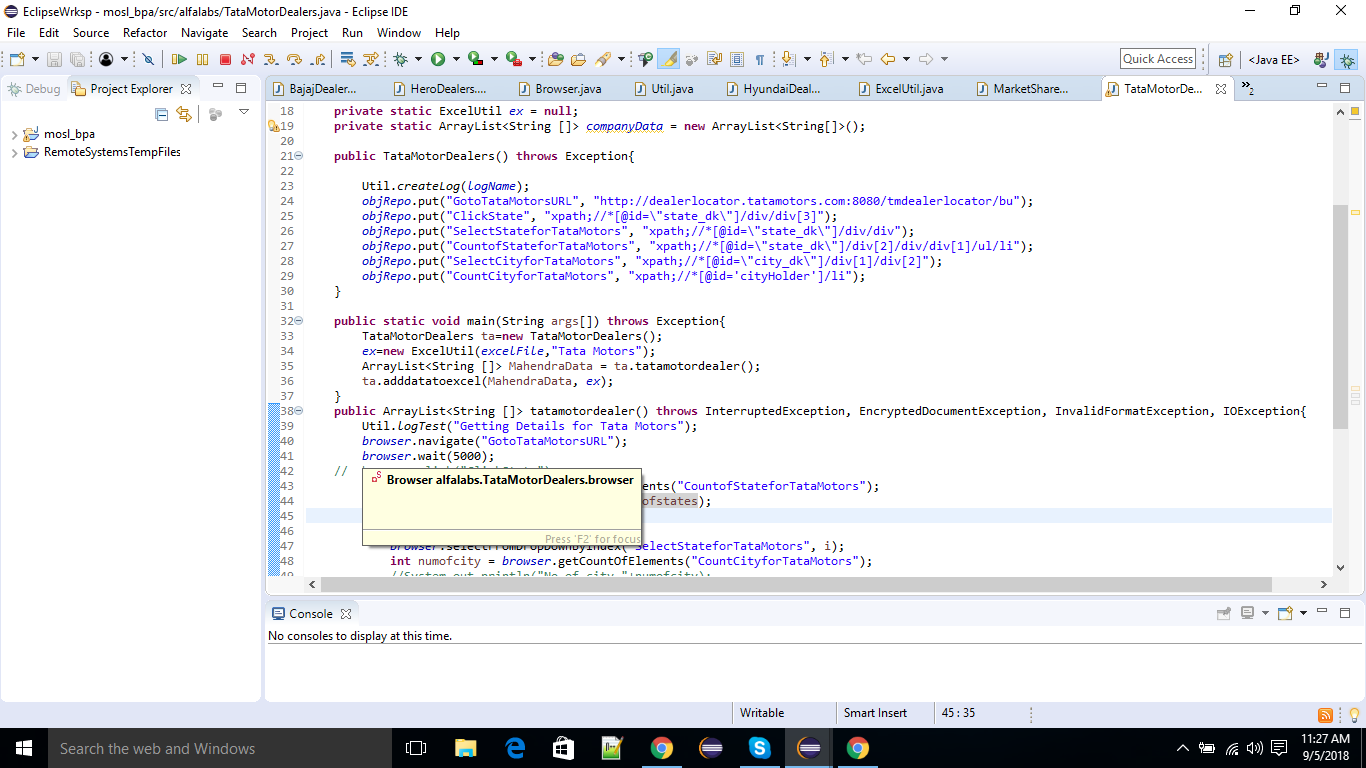 EclipseWrksp - mosl_bpa/src/alfalabs/TataMotorDealers.java - Eclipse IDE
File Edit Source Refactor Navigate Search Project Run Window Help
Quick Access <Java EE>
Debug Project Explorer
BajajDealer... HeroDealers.... Browser.java Util.java HyundaiDeal... ExcelUtil.java MarketShare... TataMotorDe... »2
mosl_bpa
RemoteSystemsTempFiles
18 private static ExcelUtil ex = null;
19 private static ArrayList<String []> companyData = new ArrayList<String[]>();
20
21 public TataMotorDealers() throws Exception{
22
23 Util.createLog(logName);
24 objRepo.put("GotoTataMotorsURL", "http://dealerlocator.tatamotors.com:8080/tmdealerlocator/bu");
25 objRepo.put("ClickState", "xpath;//*[@id=\"state_dk\"]/div/div[3]");
26 objRepo.put("SelectStateforTataMotors", "xpath;//*[@id=\"state_dk\"]/div/div");
27 objRepo.put("CountofStateforTataMotors", "xpath;//*[@id=\"state_dk\"]/div[2]/div/div[1]/ul/li");
28 objRepo.put("SelectCityforTataMotors", "xpath;//*[@id=\"city_dk\"]/div[1]/div[2]");
29 objRepo.put("CountCityforTataMotors", "xpath;//*[@id='cityHolder']/li");
30 }
31
32 public static void main(String args[]) throws Exception{
33 TataMotorDealers ta=new TataMotorDealers();
34 ex=new ExcelUtil(excelFile,"Tata Motors");
35 ArrayList<String []> MahendraData = ta.tatamotordealer();
36 ta.adddatatoexcel(MahendraData, ex);
37 }
38 public ArrayList<String []> tatamotordealer() throws InterruptedException, EncryptedDocumentException, InvalidFormatException, IOException{
39 Util.logTest("Getting Details for Tata Motors");
40 browser.navigate("GotoTataMotorsURL");
41 browser.wait(5000);
42 //
Browser alfalabs.TataMotorDealers.browser
43 ents("CountofStateforTataMotors");
44 ofstates);
45
46
Press 'F2' for focus
47 browser.selectFromDropDownByIndex("SelectStateforTataMotors", i);
48 int numofcity = browser.getCountOfElements("CountCityforTataMotors");
49 //System.out.println("No of city "+numofcity);
Console
No consoles to display at this time.
Writable Smart Insert 45 : 35
Search the web and Windows
11:27 AM
9/5/2018